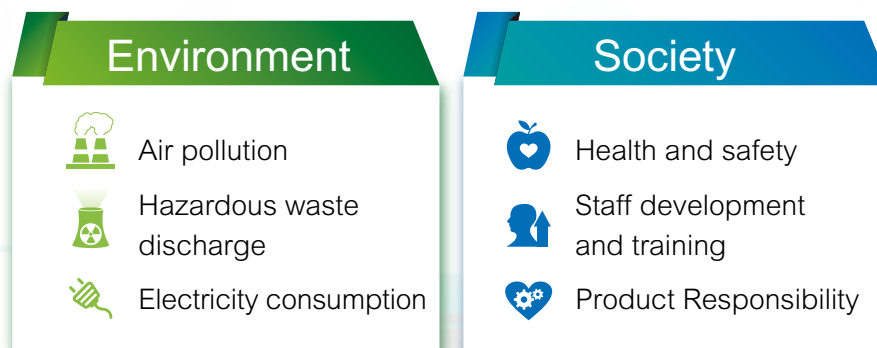 Environment
Air pollution
Hazardous waste
discharge
Electricity consumption
Society
Health and safety
Staff development
and training
Product Responsibility